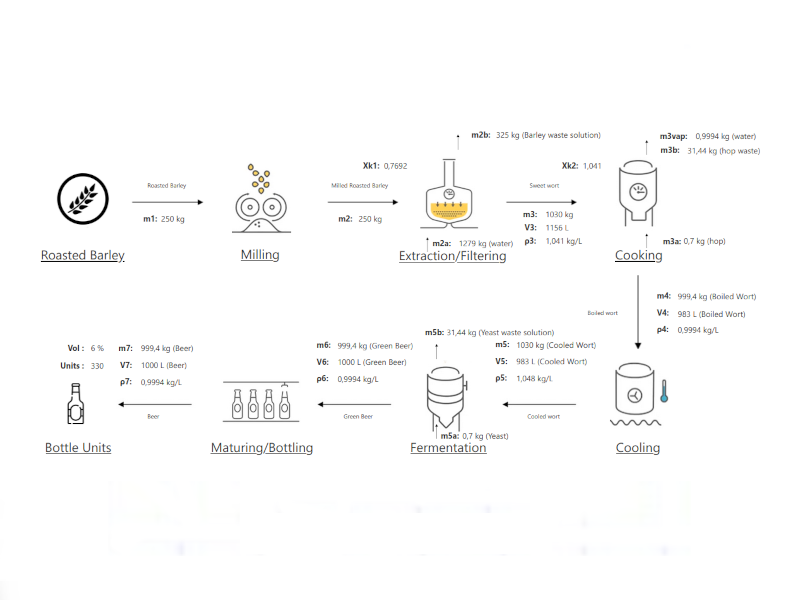 m2b: 325 kg (Barley waste solution)
m3vap: 0,9994 kg (water)
m3b: 31,44 kg (hop waste)
Xk1: 0,7692
Xk2: 1,041
Roasted Barley
Milled Roasted Barley
Sweet wort
m1: 250 kg
m2: 250 kg
m3: 1030 kg
V3: 1156 L
ρ3: 1,041 kg/L
m2a: 1279 kg (water)
m3a: 0,7 kg (hop)
Roasted Barley
Milling
Extraction/Filtering
Cooking
m4: 999,4 kg (Boiled Wort)
Boiled wort
V4: 983 L (Boiled Wort)
ρ4: 0,9994 kg/L
m5b: 31,44 kg (Yeast waste solution)
Vol : 6 %
m7: 999,4 kg (Beer)
m6: 999,4 kg (Green Beer)
m5: 1030 kg (Cooled Wort)
Units : 330
V7: 1000 L (Beer)
V6: 1000 L (Green Beer)
V5: 983 L (Cooled Wort)
ρ7: 0,9994 kg/L
ρ6: 0,9994 kg/L
ρ5: 1,048 kg/L
Beer
Green Beer
Cooled wort
m5a: 0,7 kg (Yeast)
Bottle Units
Maturing/Bottling
Fermentation
Cooling